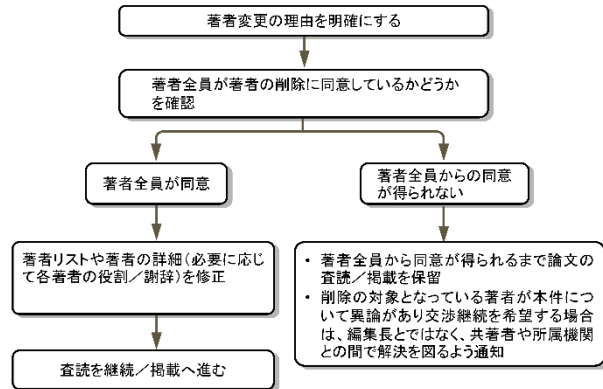 著者変更の理由を明確にする
著者全員が著者の削除に同意しているかどうか
を確認
著者全員が同意
著者全員からの同意
が得られない
著者リストや著者の詳細(必要に応じ
て各著者の役割/謝辞)を修正
• 著者全員から同意が得られるまで論文の
査読/掲載を保留
• 削除の対象となっている著者が本件につ
いて異論があり交渉継続を希望する場合
は、編集長とではなく、共著者や所属機関
との間で解決を図るよう通知
査読を継続/掲載へ進む